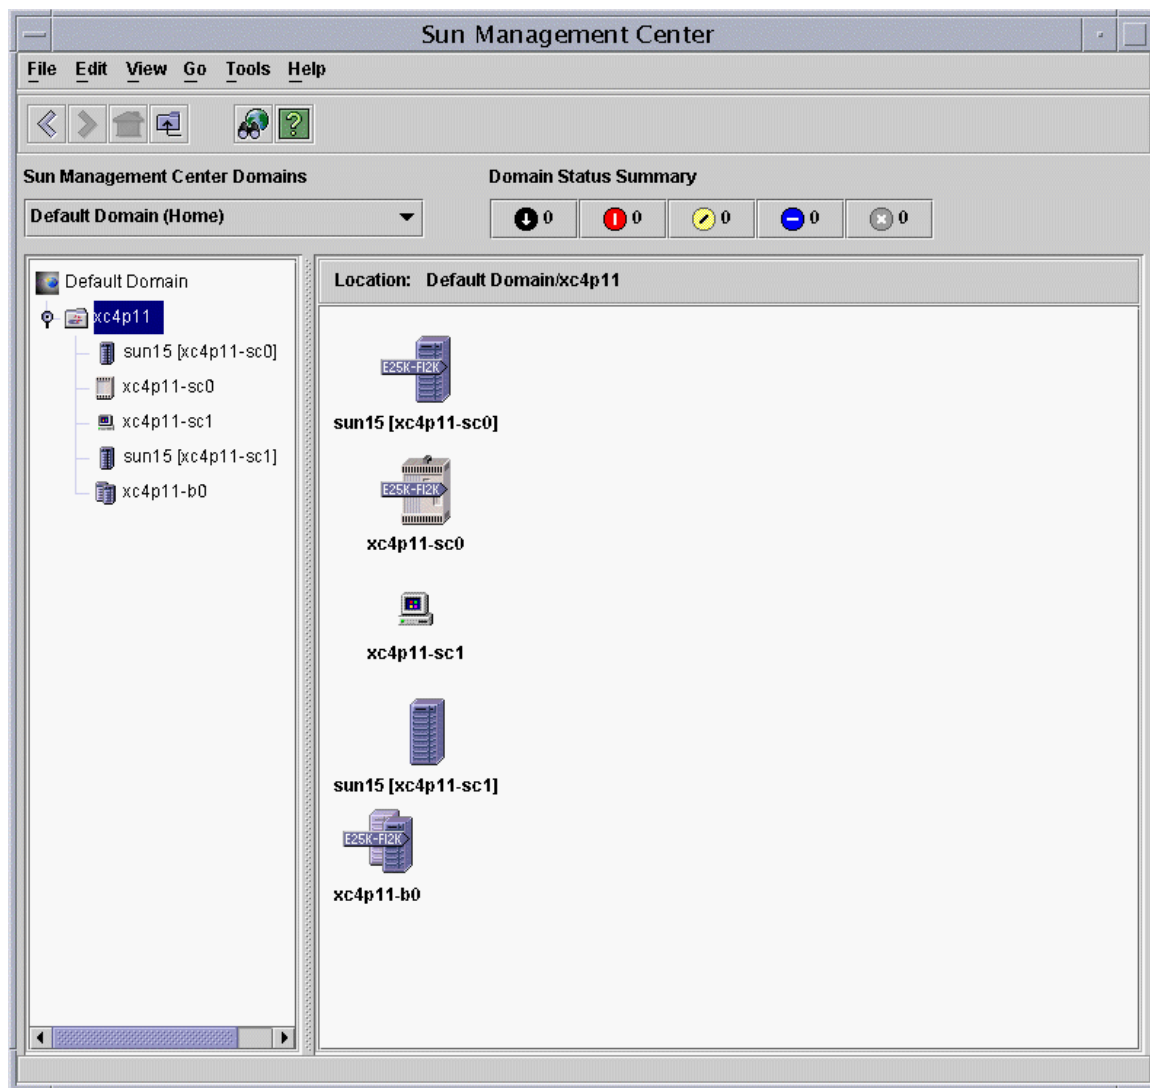 Sun Management Center
File Edit View Go Tools Help
Sun Management Center Domains
Domain Status Summary
Default Domain (Home)
0 0 0 0 0
Default Domain
xc4p11
sun15 [xc4p11-sc0]
xc4p11-sc0
xc4p11-sc1
sun15 [xc4p11-sc1]
xc4p11-b0
Location: Default Domain/xc4p11
E25K-FI2K
sun15 [xc4p11-sc0]
E25K-FI2K
xc4p11-sc0
xc4p11-sc1
sun15 [xc4p11-sc1]
E25K-FI2K
xc4p11-b0